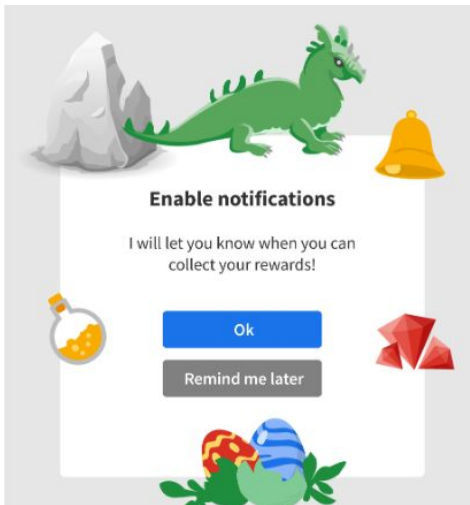 Enable notifications
I will let you know when you can
collect your rewards!
Ok
Remind me later